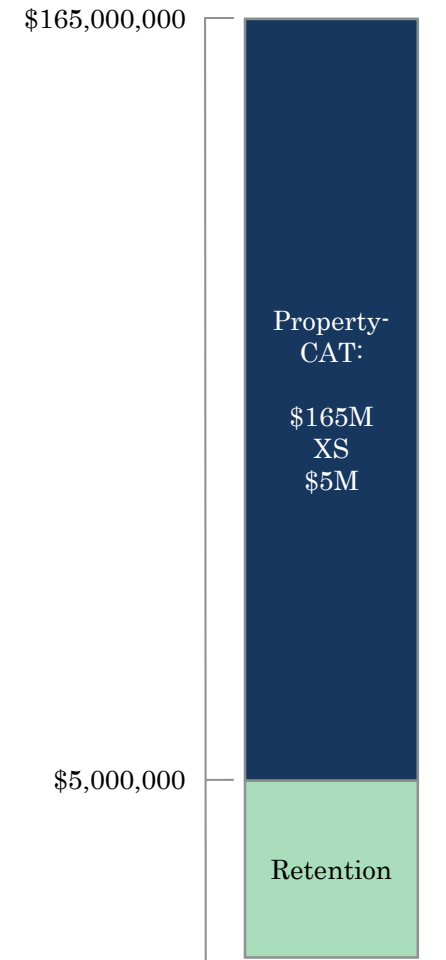 $165,000,000
Property-
CAT:
$165M
XS
$5M
$5,000,000
Retention